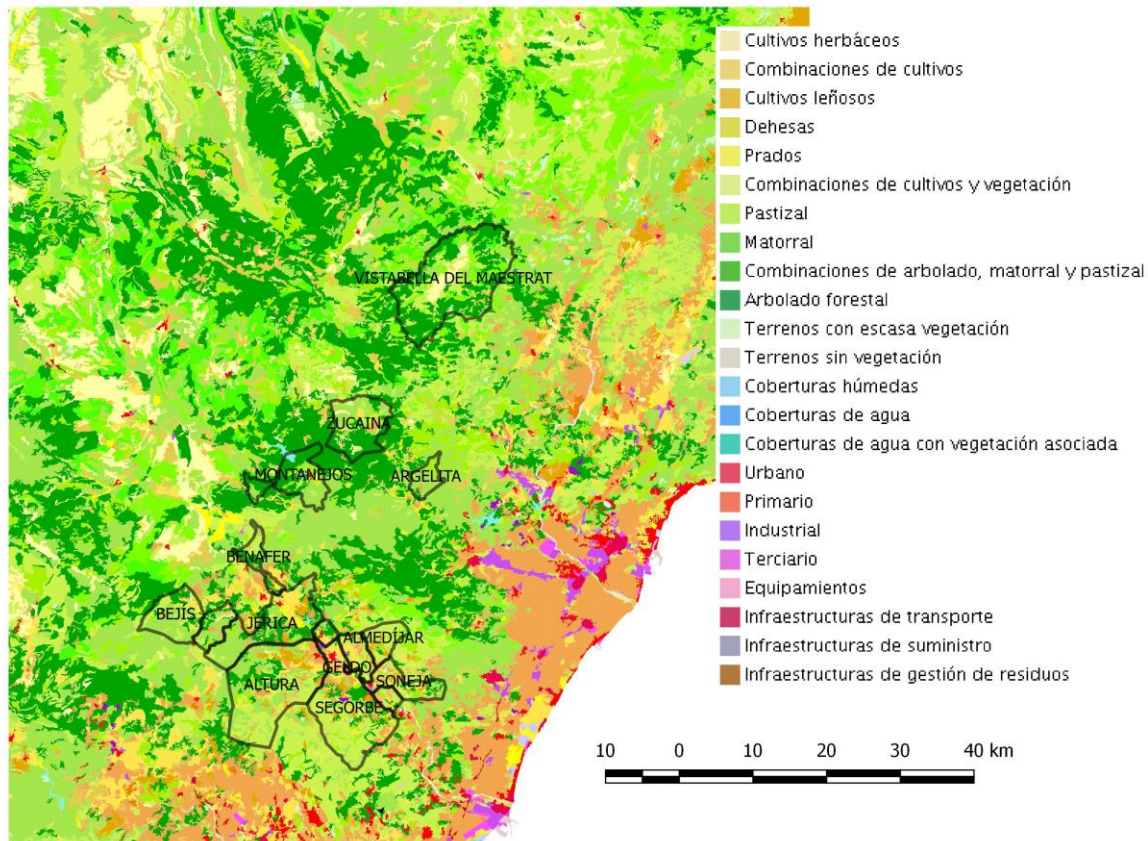 Cultivos herbáceos
Combinaciones de cultivos
Cultivos leñosos
Dehesas
Prados
Combinaciones de cultivos y vegetación
Pastizal
Matorral
Combinaciones de arbolado, matorral y pastizal
Arbolado forestal
Terrenos con escasa vegetación
Terrenos sin vegetación
Coberturas húmedas
Coberturas de agua
Coberturas de agua con vegetación asociada
Urbano
Primario
Industrial
Terciario
Equipamientos
Infraestructuras de transporte
Infraestructuras de suministro
Infraestructuras de gestión de residuos
VISTABELLA DEL MAESTRAT
ZUCAINA
MONTANEJOS
ARGELITA
BENAFER
BEJÍS
JÉRICA
ALMEDÍJAR
GELDO
ALTURA
SONEJA
SEGORBE
10 0 10 20 30 40 km